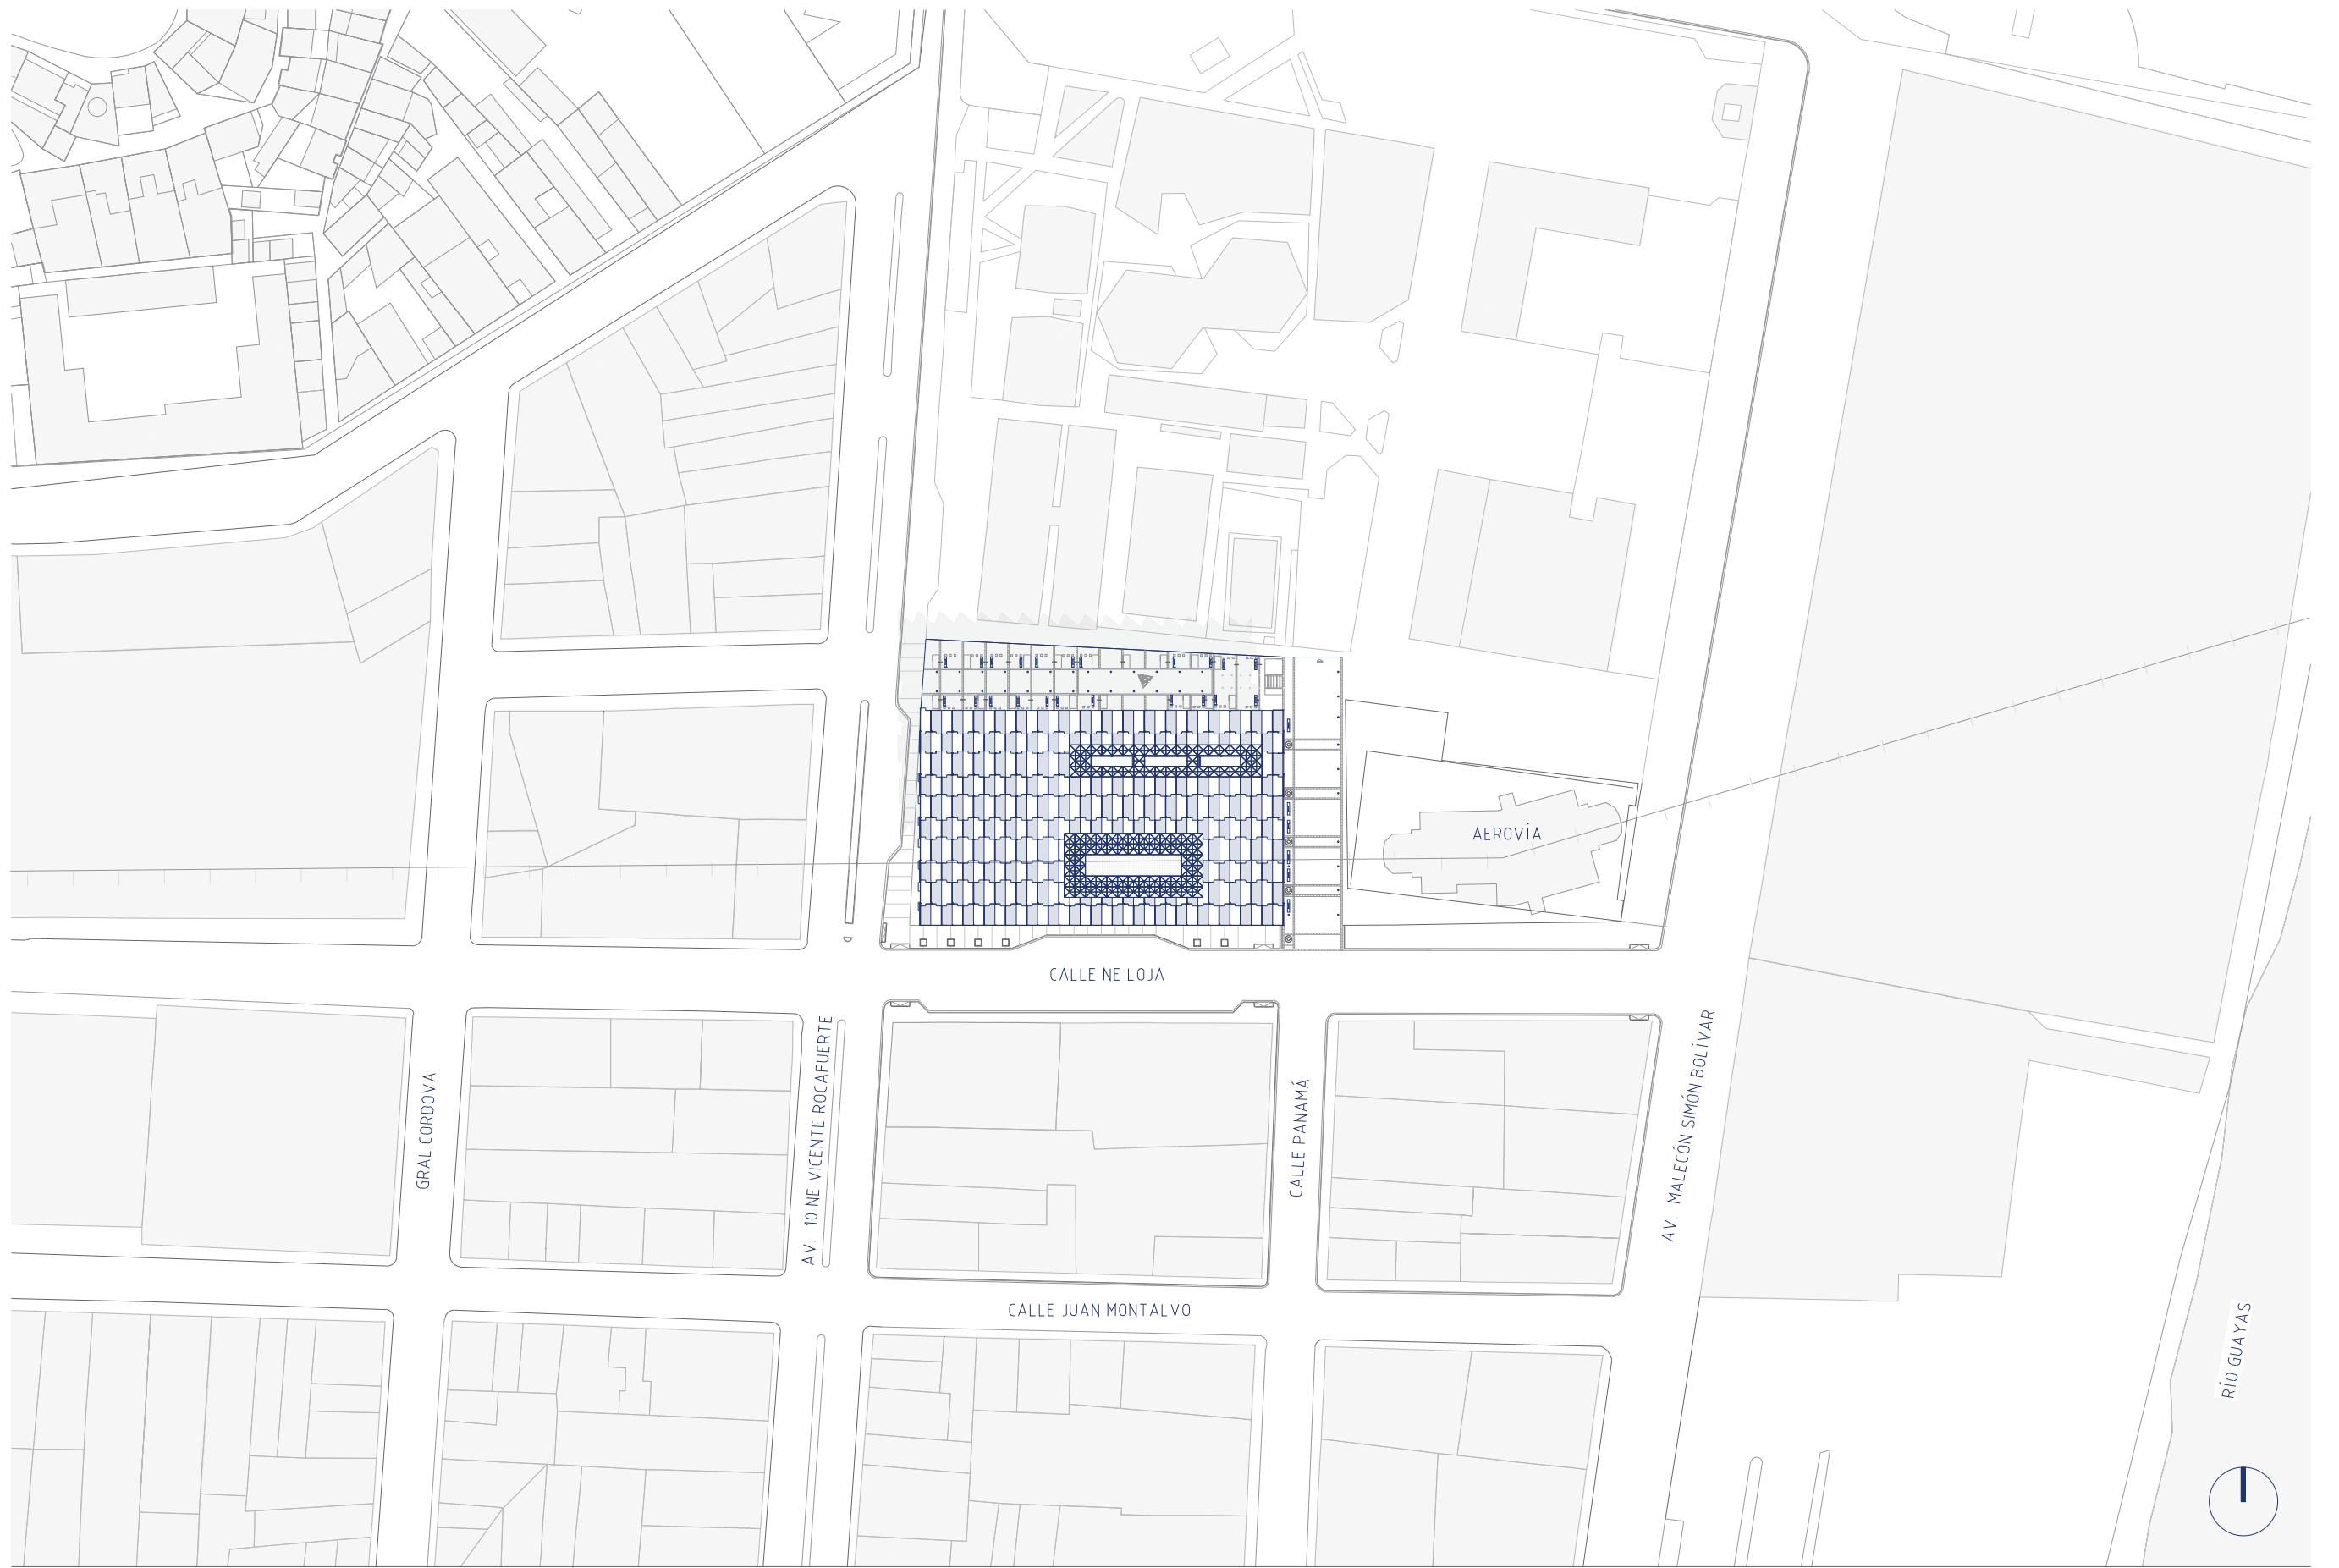 AEROVÍA
CALLE NE LOJA
GRAL.CORDOVA
AV. 10 NE VICENTE ROCAFUERTE
CALLE PANAMÁ
AV. MALECÓN SIMÓN BOLÍVAR
CALLE JUAN MONTALVO
RÍO GUAYAS